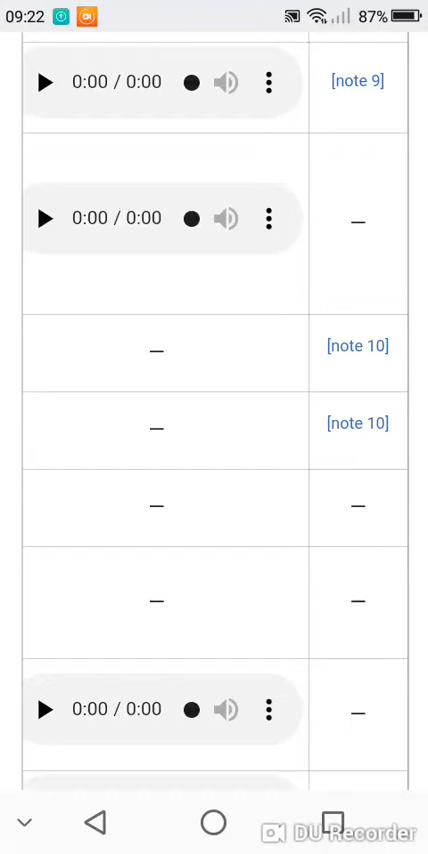 09:22 87%
0:00 / 0:00 [note 9]
0:00 / 0:00 —
— [note 10]
— [note 10]
— —
— —
0:00 / 0:00 —
DU Recorder